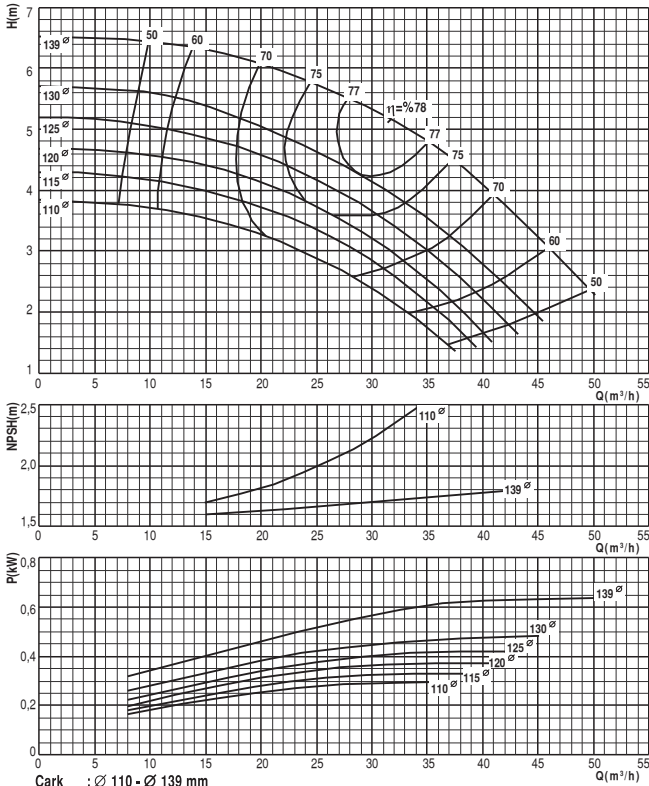 H(m)
7
6
5
4
3
2
1
139 ø
130 ø
125 ø
120 ø
115 ø
110 ø
50
60
70
75
77
η=%78
77
75
70
60
50
0 5 10 15 20 25 30 35 40 45 50 55
Q(m³/h)
NPSH(m)
2,5
2,0
1,5
110 ø
139 ø
0 5 10 15 20 25 30 35 40 45 50 55
Q(m³/h)
P(kW)
0,8
0,6
0,4
0,2
0
139 ø
130 ø
125 ø
120 ø
115 ø
110 ø
0 5 10 15 20 25 30 35 40 45 50 55
Q(m³/h)
Cark : Ø 110 - Ø 139 mm